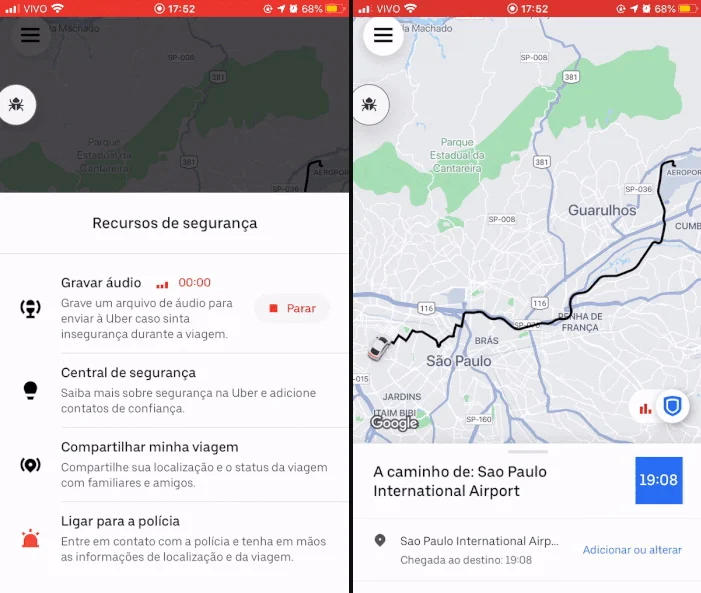 VIVO 17:52 68%
la Machado
SP-008
381
Parque
Estadual da
Cantareira
381
SP-036
AEROPOR
Recursos de segurança
Gravar áudio 00:00
Grave um arquivo de áudio para
enviar à Uber caso sinta
insegurança durante a viagem.
Parar
Central de segurança
Saiba mais sobre segurança na Uber e adicione
contatos de confiança.
Compartilhar minha viagem
Compartilhe sua localização e o status da viagem
com familiares e amigos.
Ligar para a polícia
Entre em contato com a polícia e tenha em mãos
as informações de localização e da viagem.
VIVO 17:52 68%
la Machado
SP-008
381
Parque
Estadual da
Cantareira
381
AEROPOR
SP-036
Guarulhos
SP-008
CUMB
116
116
SP-070
PENHA DE
FRANÇA
BRÁS
São Paulo
-015
JARDINS
ITAIM BIBI
SP-160
Google
A caminho de: Sao Paulo
International Airport
19:08
Sao Paulo International Airp...
Chegada ao destino: 19:08
Adicionar ou alterar